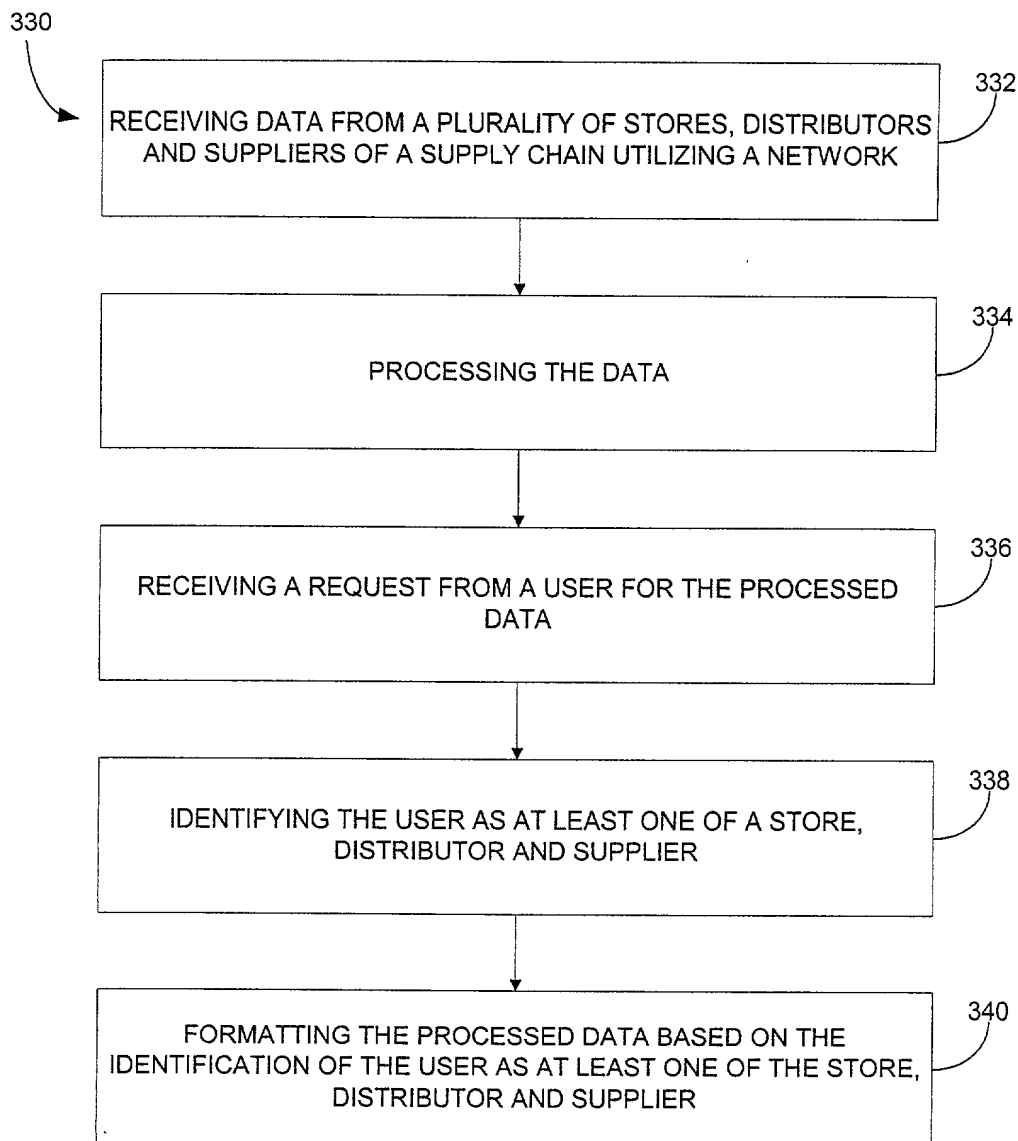 330
332
RECEIVING DATA FROM A PLURALITY OF STORES, DISTRIBUTORS
AND SUPPLIERS OF A SUPPLY CHAIN UTILIZING A NETWORK
334
PROCESSING THE DATA
336
RECEIVING A REQUEST FROM A USER FOR THE PROCESSED
DATA
338
IDENTIFYING THE USER AS AT LEAST ONE OF A STORE,
DISTRIBUTOR AND SUPPLIER
340
FORMATTING THE PROCESSED DATA BASED ON THE
IDENTIFICATION OF THE USER AS AT LEAST ONE OF THE STORE,
DISTRIBUTOR AND SUPPLIER